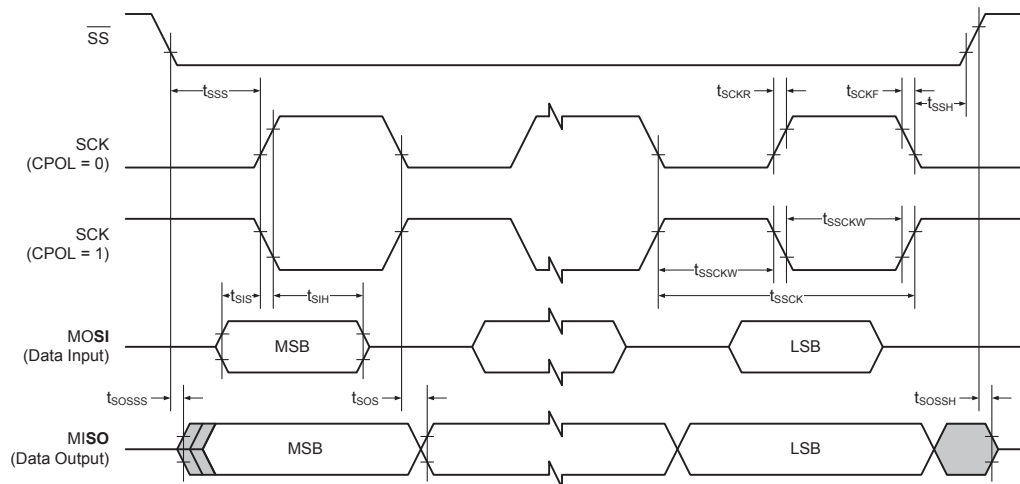 SS
tSSS
tSCKR
tSCKF
tSSH
SCK
(CPOL = 0)
SCK
(CPOL = 1)
tSSCKW
tSSCKW
tSSCK
tSIS
tSIH
MOSI
(Data Input)
MSB
LSB
tSOSSS
tSOS
tSOSSH
MISO
(Data Output)
MSB
LSB